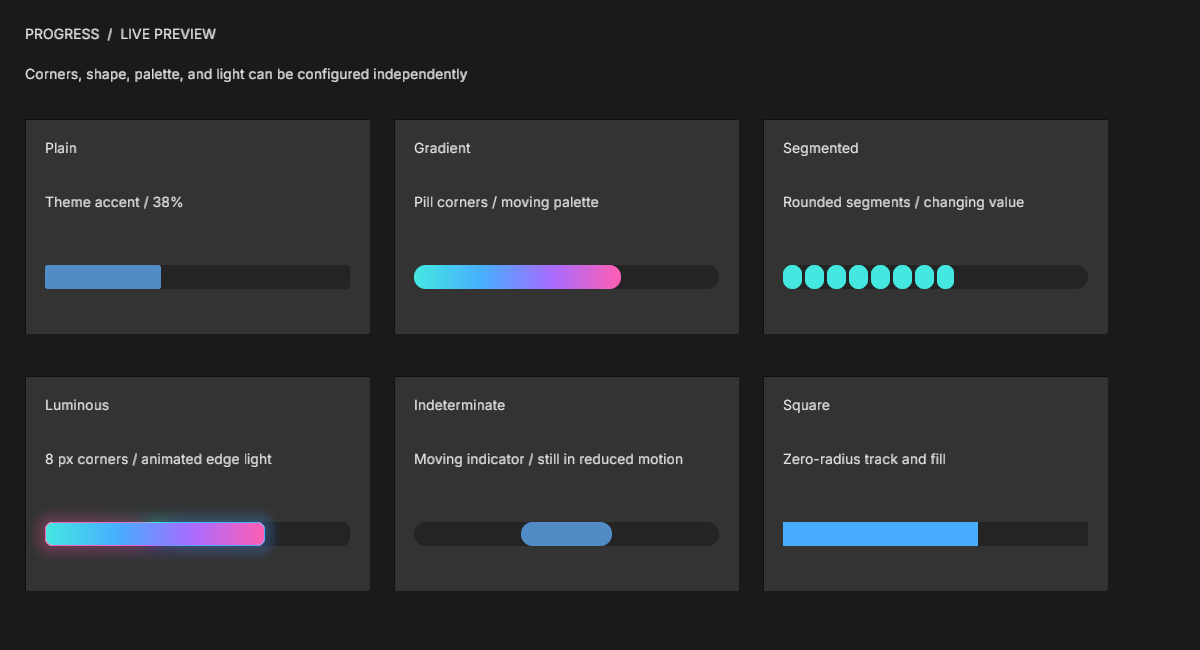 PROGRESS / LIVE PREVIEW
Corners, shape, palette, and light can be configured independently
Plain
Theme accent / 38%
Gradient
Pill corners / moving palette
Segmented
Rounded segments / changing value
Luminous
8 px corners / animated edge light
Indeterminate
Moving indicator / still in reduced motion
Square
Zero-radius track and fill